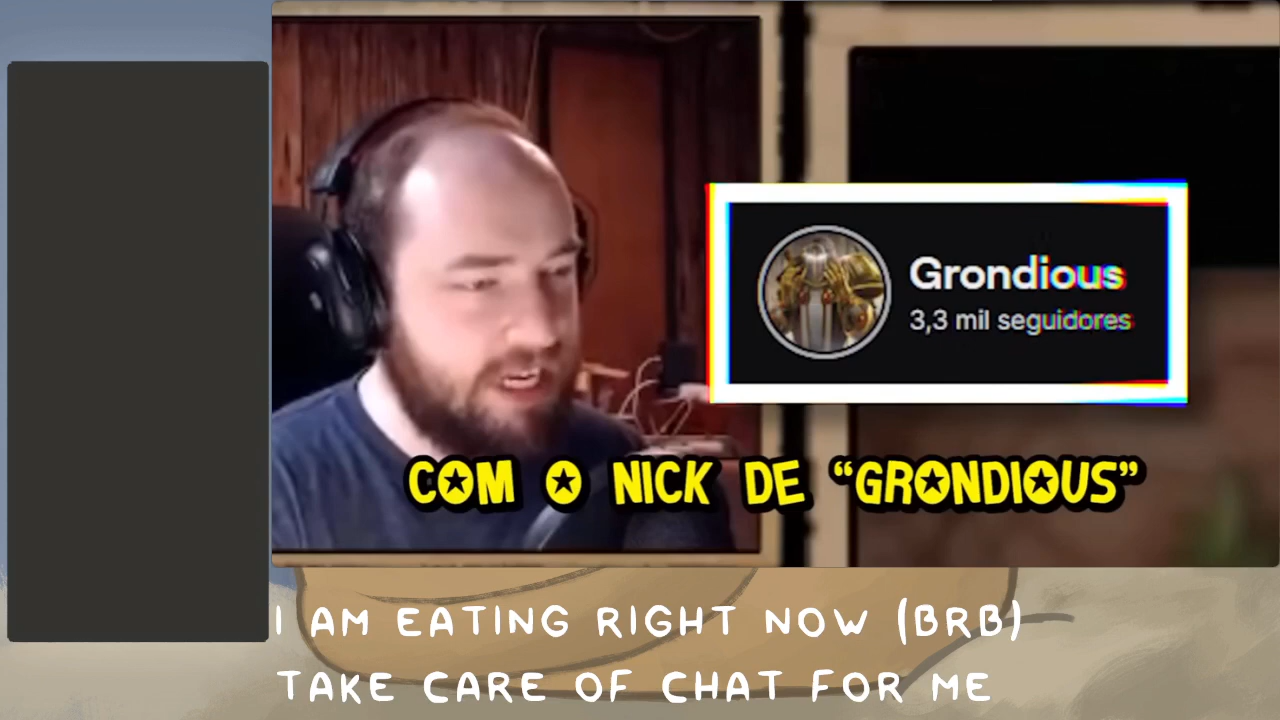 Grondious
3,3 mil seguidores
COM O NICK DE “GRONDIOUS”
I AM EATING RIGHT NOW (BRB)
TAKE CARE OF CHAT FOR ME